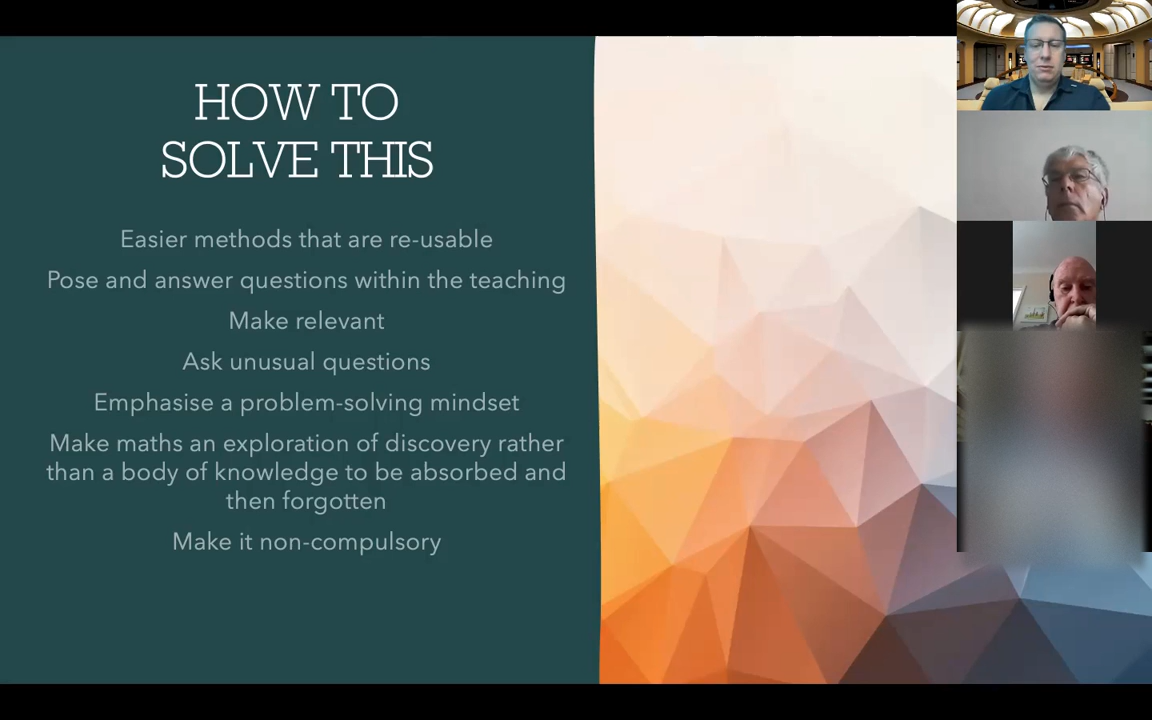 HOW TO
SOLVE THIS
Easier methods that are re-usable
Pose and answer questions within the teaching
Make relevant
Ask unusual questions
Emphasise a problem-solving mindset
Make maths an exploration of discovery rather
than a body of knowledge to be absorbed and
then forgotten
Make it non-compulsory